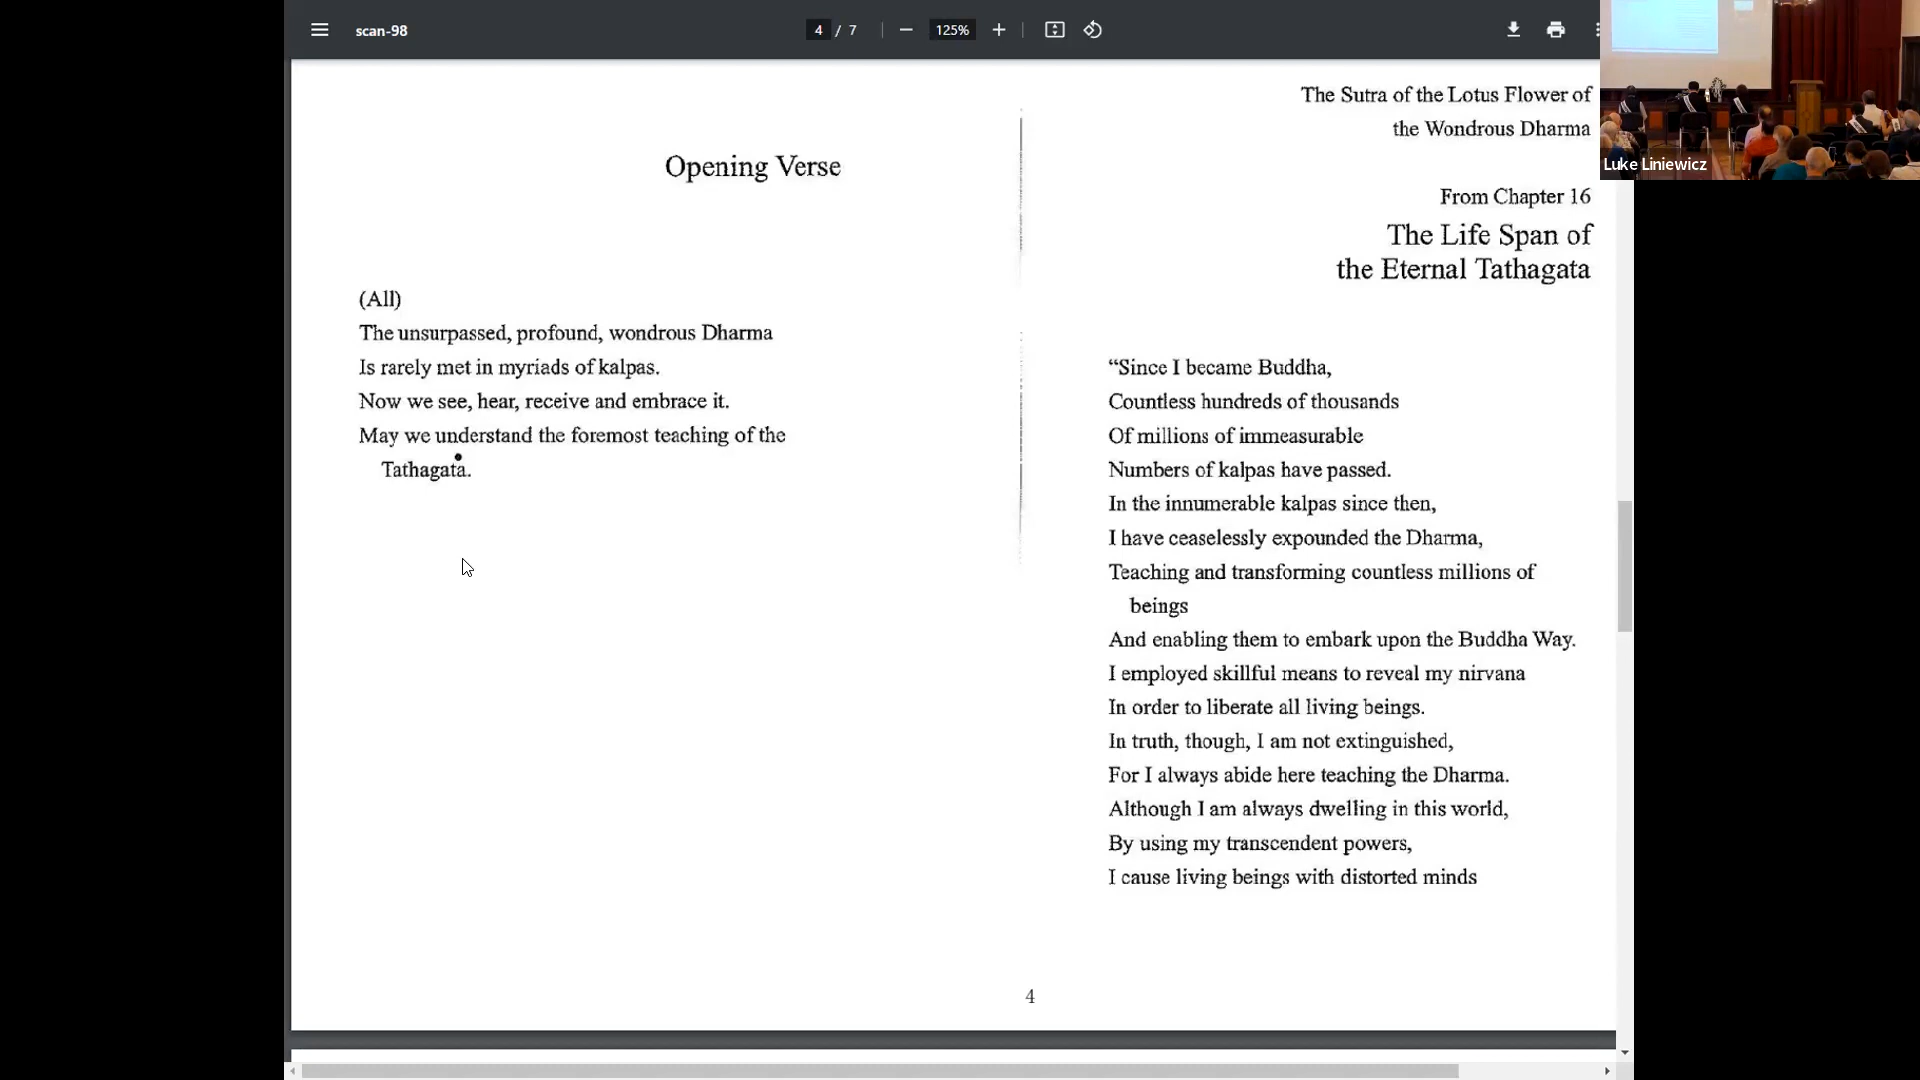 scan-98
4 / 7
125%
Luke Liniewicz
Opening Verse
(All)
The unsurpassed, profound, wondrous Dharma
Is rarely met in myriads of kalpas.
Now we see, hear, receive and embrace it.
May we understand the foremost teaching of the
Tathagata.
The Sutra of the Lotus Flower of
the Wondrous Dharma
From Chapter 16
The Life Span of
the Eternal Tathagata
“Since I became Buddha,
Countless hundreds of thousands
Of millions of immeasurable
Numbers of kalpas have passed.
In the innumerable kalpas since then,
I have ceaselessly expounded the Dharma,
Teaching and transforming countless millions of
beings
And enabling them to embark upon the Buddha Way.
I employed skillful means to reveal my nirvana
In order to liberate all living beings.
In truth, though, I am not extinguished,
For I always abide here teaching the Dharma.
Although I am always dwelling in this world,
By using my transcendent powers,
I cause living beings with distorted minds
4